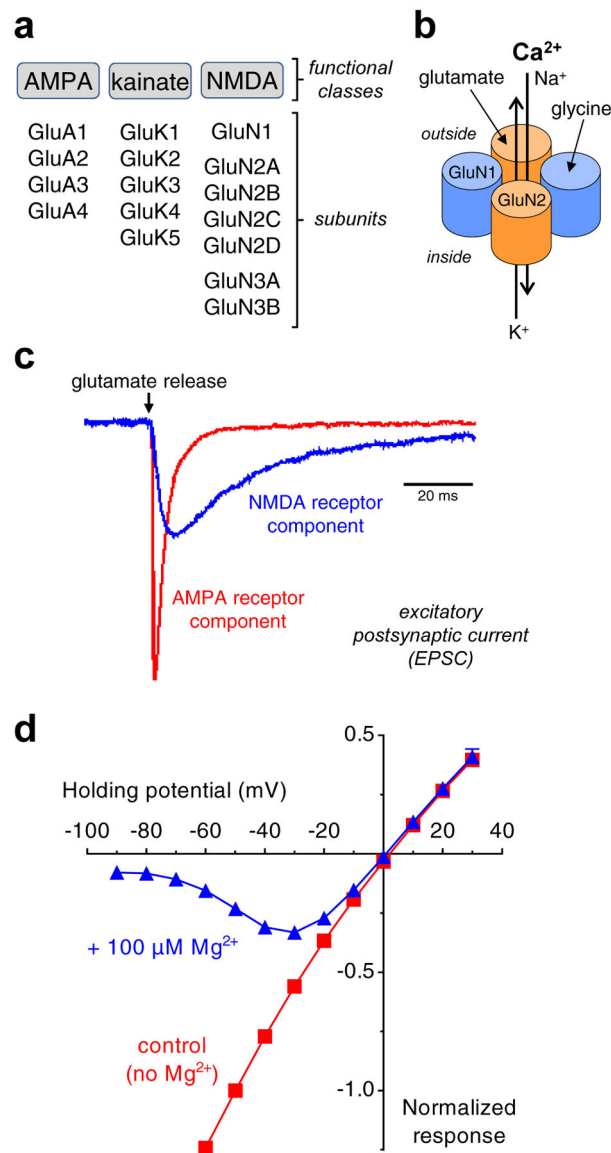 a
AMPA kainate NMDA functional classes
GluA1 GluK1 GluN1
GluA2 GluK2 GluN2A
GluA3 GluK3 GluN2B
GluA4 GluK4 GluN2C
GluK5 GluN2D
GluN3A
GluN3B
subunits
b
Ca²⁺
glutamate Na⁺
glycine
outside
GluN1
GluN2
inside
K⁺
c
glutamate release
20 ms
NMDA receptor
component
AMPA receptor
component
excitatory
postsynaptic current
(EPSC)
d
0.5
Holding potential (mV)
-100 -80 -60 -40 -20 20 40
+ 100 µM Mg²⁺
-0.5
control
(no Mg²⁺)
-1.0
Normalized
response